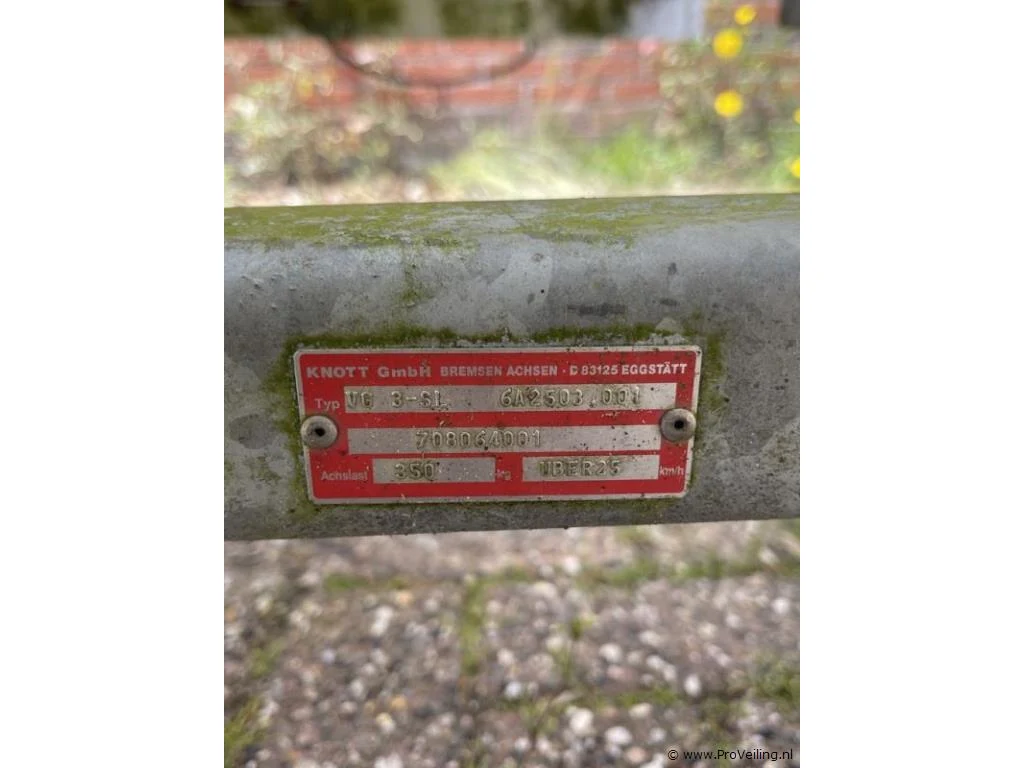 KNOTT GmbH BREMSEN ACHSEN · D 83125 EGGSTÄTT
Typ VG 3-SL 6A2503.001
708064001
Achslast 350 kg UBER25 km/h
© www.ProVeiling.nl